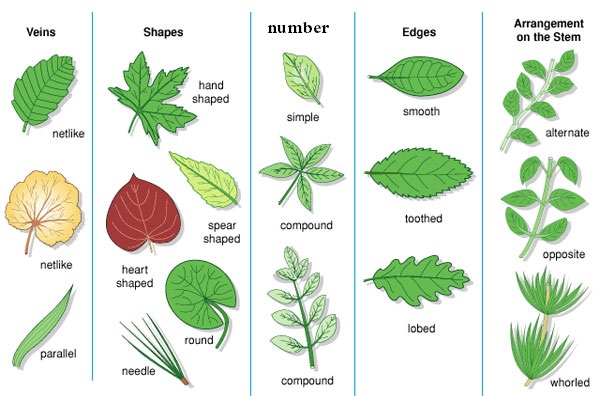 Veins
netlike
netlike
parallel
Shapes
hand
shaped
spear
shaped
heart
shaped
round
needle
number
simple
compound
compound
Edges
smooth
toothed
lobed
Arrangement
on the Stem
alternate
opposite
whorled